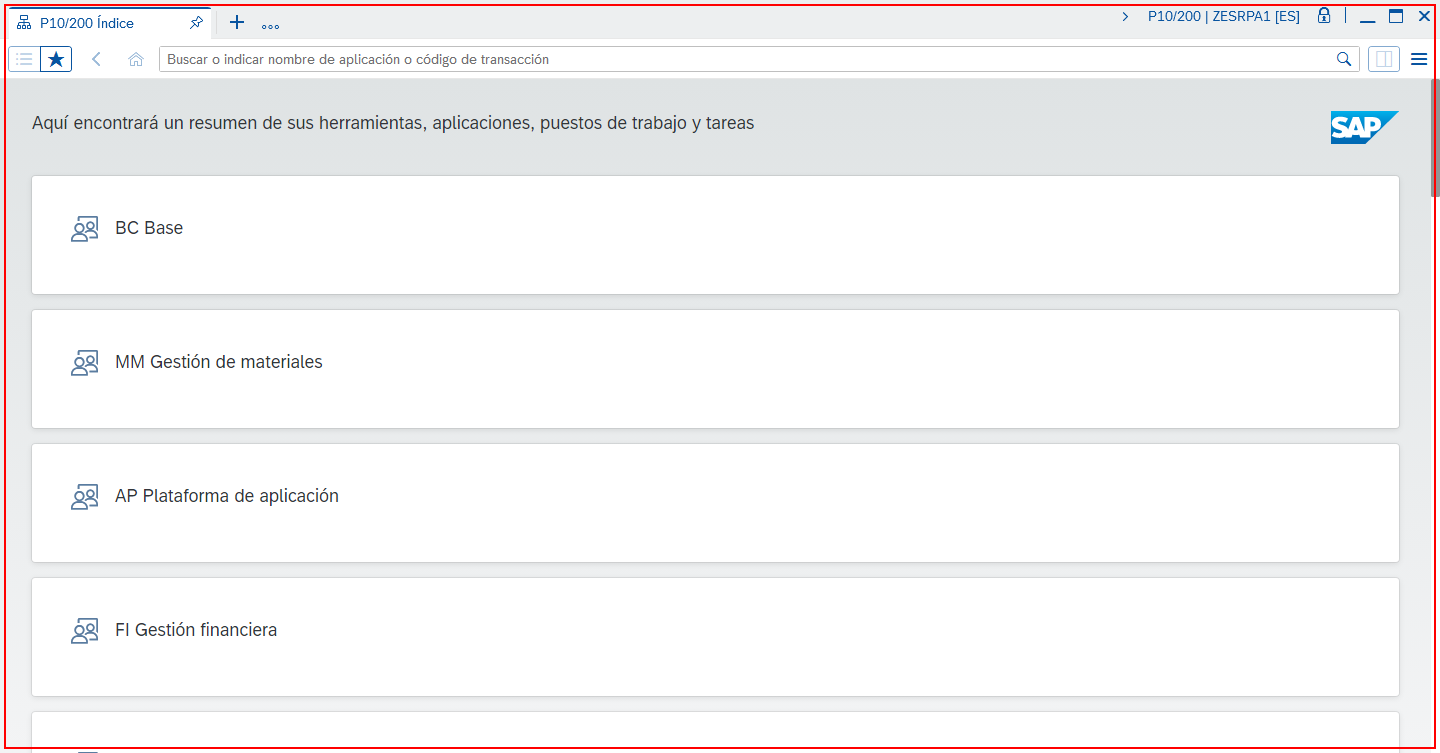 P10/200 Índice
P10/200 | ZESRPA1 [ES]
Buscar o indicar nombre de aplicación o código de transacción
Aquí encontrará un resumen de sus herramientas, aplicaciones, puestos de trabajo y tareas
SAP
BC Base
MM Gestión de materiales
AP Plataforma de aplicación
FI Gestión financiera